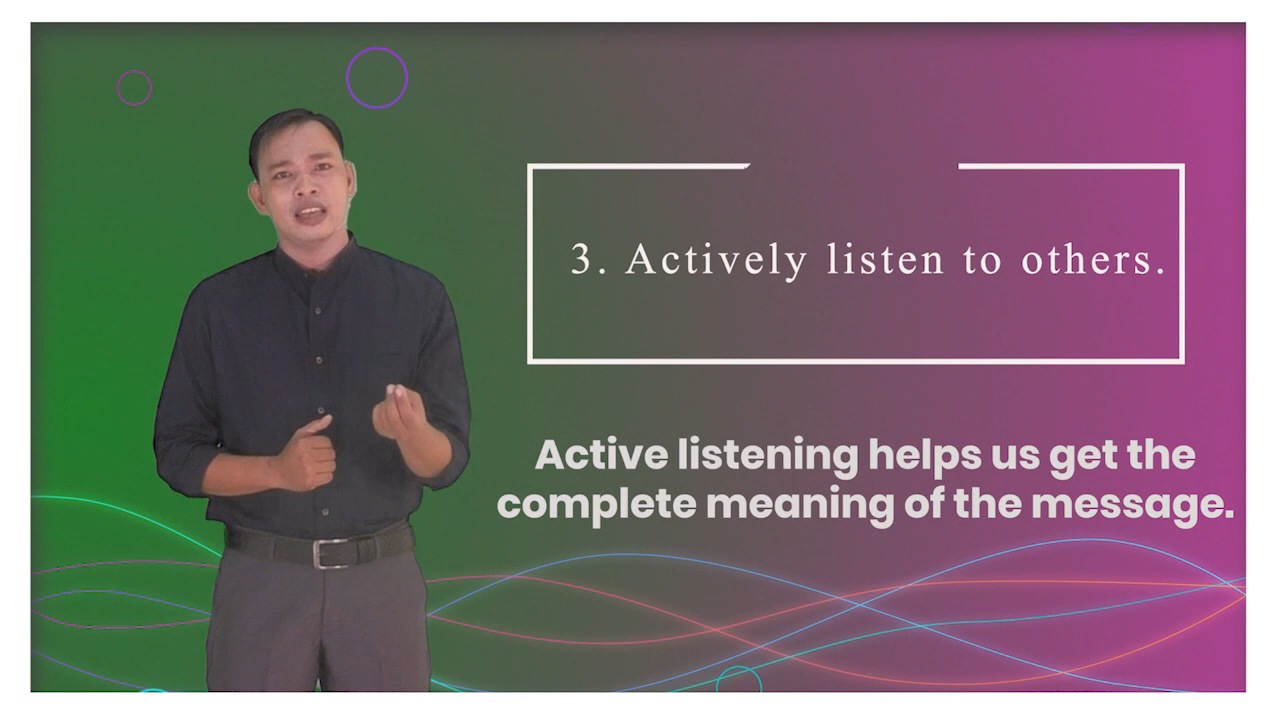 3. Actively listen to others.
Active listening helps us get the
complete meaning of the message.